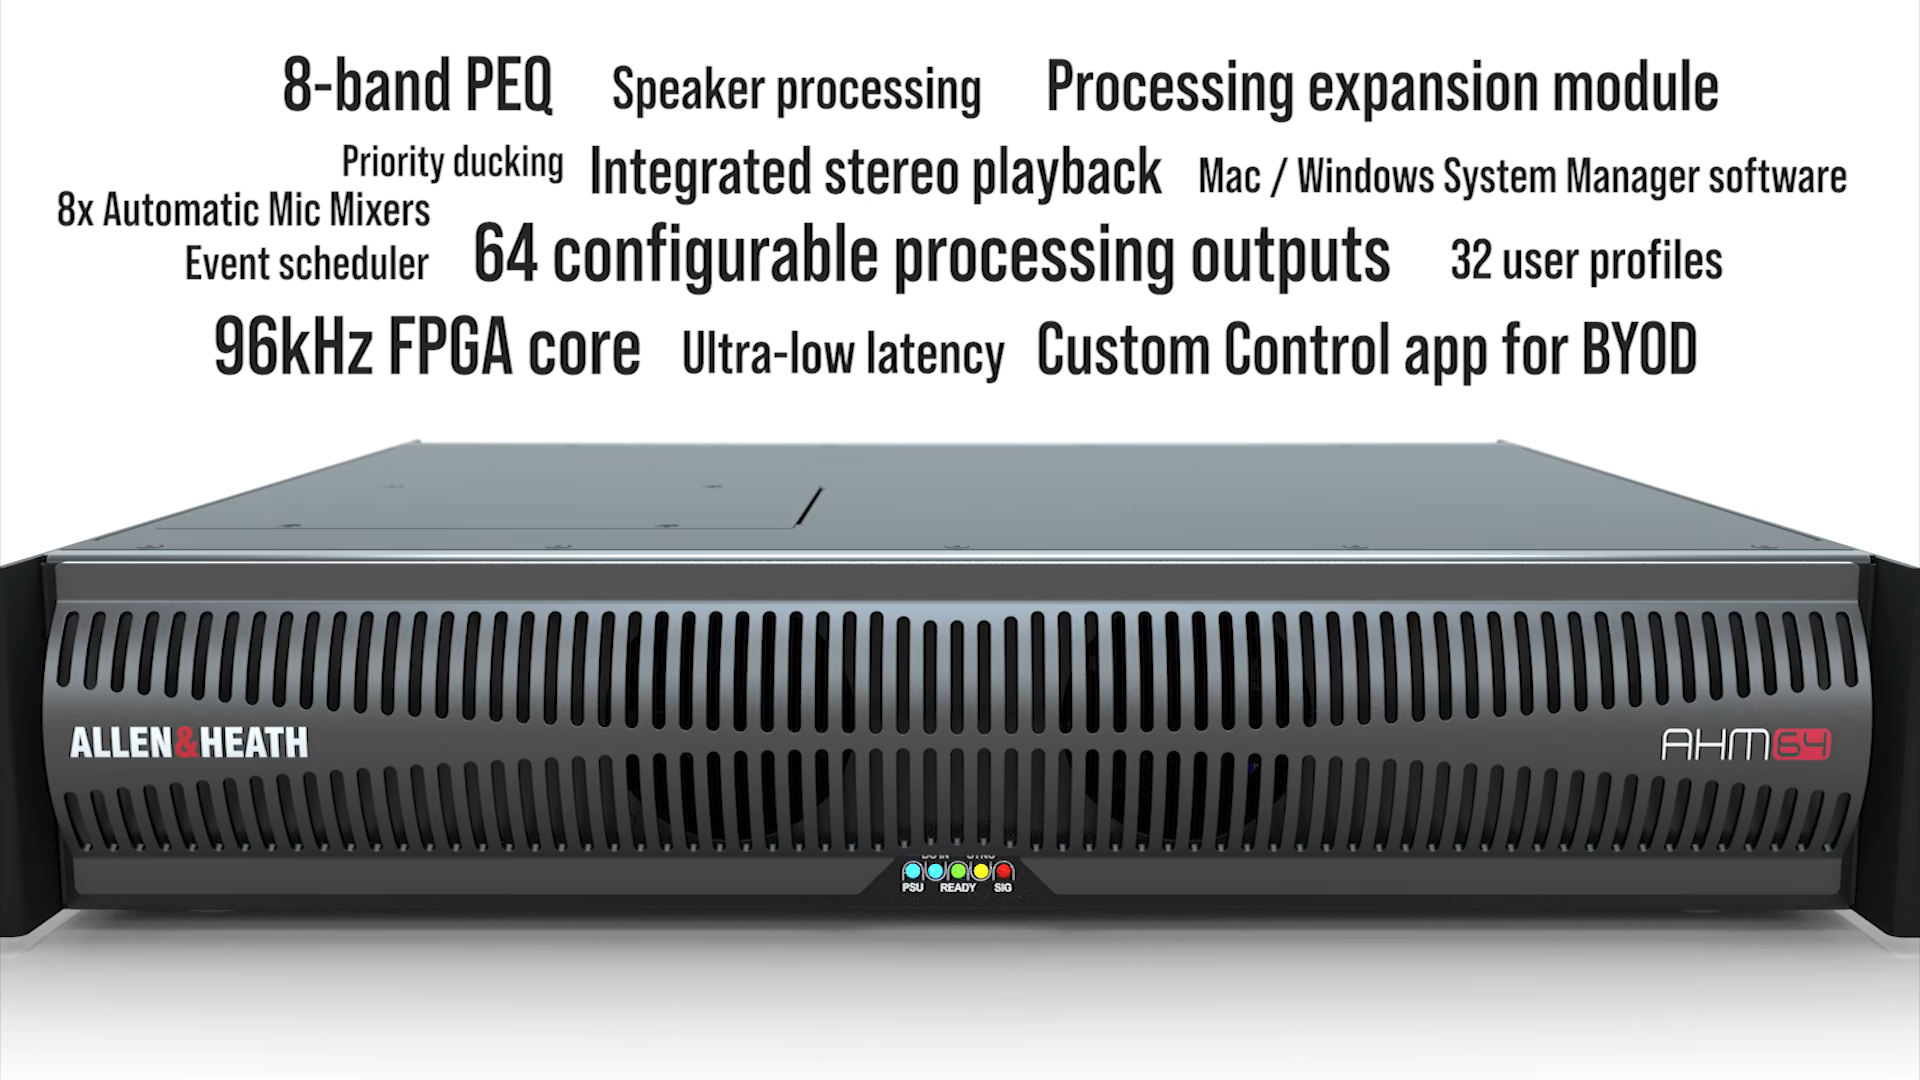 8-band PEQ Speaker processing Processing expansion module
Priority ducking Integrated stereo playback Mac / Windows System Manager software
8x Automatic Mic Mixers
Event scheduler 64 configurable processing outputs 32 user profiles
96kHz FPGA core Ultra-low latency Custom Control app for BYOD
ALLEN&HEATH
AHM64
PSU READY SIG